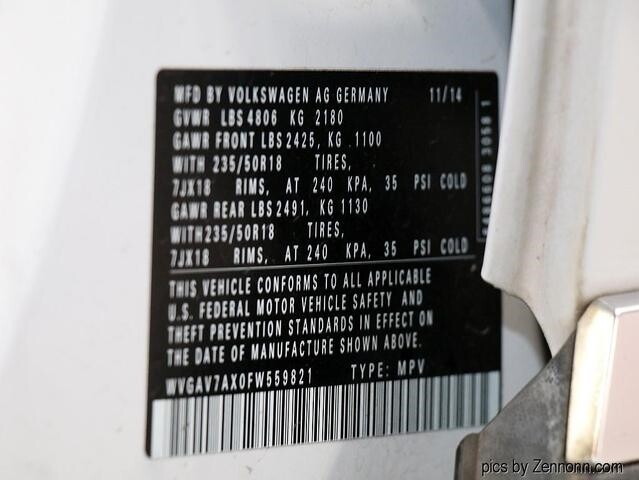 MFD BY VOLKSWAGEN AG GERMANY 11/14
GVWR LBS 4806 KG 2180
GAWR FRONT LBS 2425, KG 1100
WITH 235/50R18 TIRES,
7JX18 RIMS, AT 240 KPA, 35 PSI COLD
GAWR REAR LBS 2491, KG 1130
WITH 235/50R18 TIRES,
7JX18 RIMS, AT 240 KPA, 35 PSI COLD
THIS VEHICLE CONFORMS TO ALL APPLICABLE
U.S. FEDERAL MOTOR VEHICLE SAFETY AND
THEFT PREVENTION STANDARDS IN EFFECT ON
THE DATE OF MANUFACTURE SHOWN ABOVE.
WVGAV7AX0FW559821 TYPE: MPV
pics by Zennonn.com